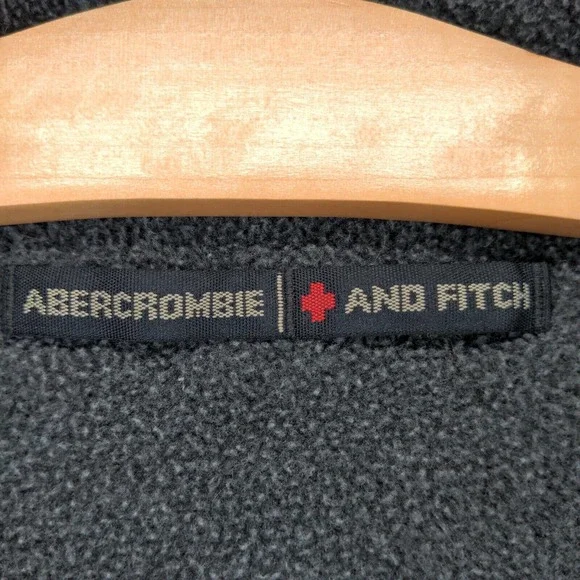 ABERCROMBIE | AND FITCH